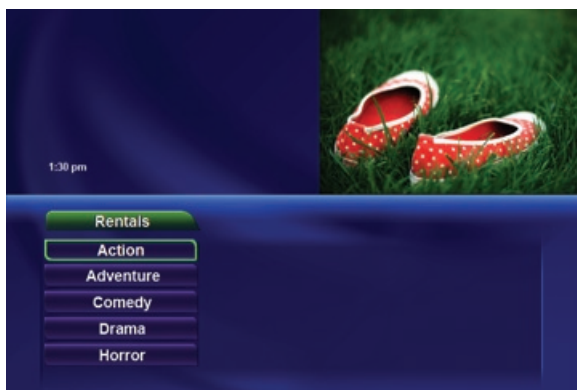 1:30 pm
Rentals
Action
Adventure
Comedy
Drama
Horror